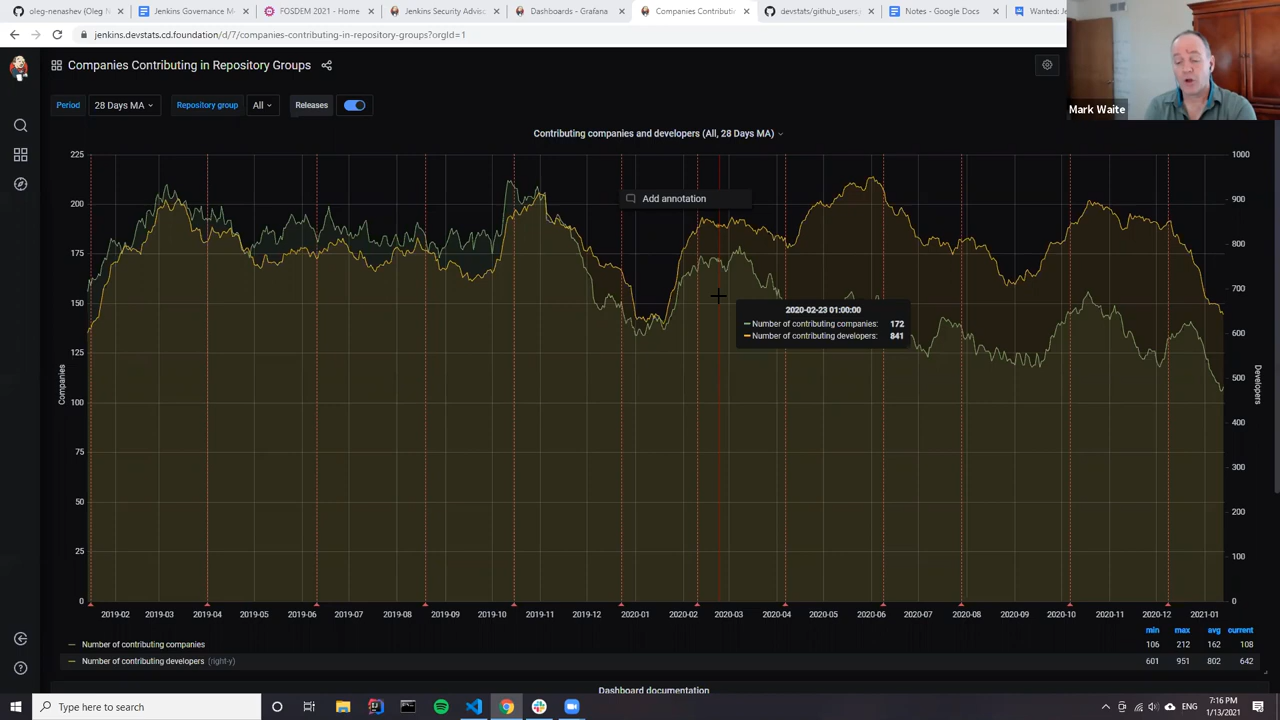 oleg-nenashev (Oleg N
Jenkins Governance M
FOSDEM 2021 - Home
Jenkins Security Advisc
Dashboards - Grafana
Companies Contributi
devstats/github_users.j
Notes - Google Docs
Wanted: Je
jenkins.devstats.cd.foundation/d/7/companies-contributing-in-repository-groups?orgId=1
Companies Contributing in Repository Groups
Mark Waite
Period
28 Days MA
Repository group
All
Releases
Contributing companies and developers (All, 28 Days MA)
225
1000
Add annotation
200
900
175
800
150
700
2020-02-23 01:00:00
Number of contributing companies: 172
Number of contributing developers: 841
125
600
500
Companies
Developers
100
400
75
300
50
200
25
100
0
0
2019-02
2019-03
2019-04
2019-05
2019-06
2019-07
2019-08
2019-09
2019-10
2019-11
2019-12
2020-01
2020-02
2020-03
2020-04
2020-05
2020-06
2020-07
2020-08
2020-09
2020-10
2020-11
2020-12
2021-01
min max avg current
Number of contributing companies 106 212 162 108
Number of contributing developers (right-y) 601 951 802 642
Dashboard documentation
Type here to search
ENG
7:16 PM
1/13/2021